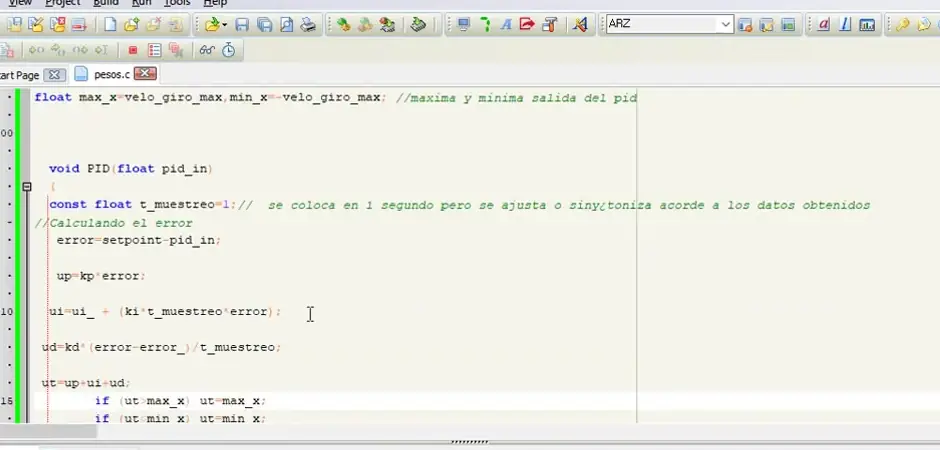 View Project Build Run Tools Help
ARZ
art Page pesos.c
float max_x=velo_giro_max,min_x=-velo_giro_max; //maxima y minima salida del pid
00
void PID(float pid_in)
{
const float t_muestreo=1;// se coloca en 1 segundo pero se ajusta o siny¿toniza acorde a los datos obtenidos
//Calculando el error
error=setpoint-pid_in;
up=kp*error;
10 ui=ui_ + (ki*t_muestreo*error);
ud=kd*(error-error_)/t_muestreo;
ut=up+ui+ud;
15 if (ut>max_x) ut=max_x;
if (ut<min_x) ut=min_x;